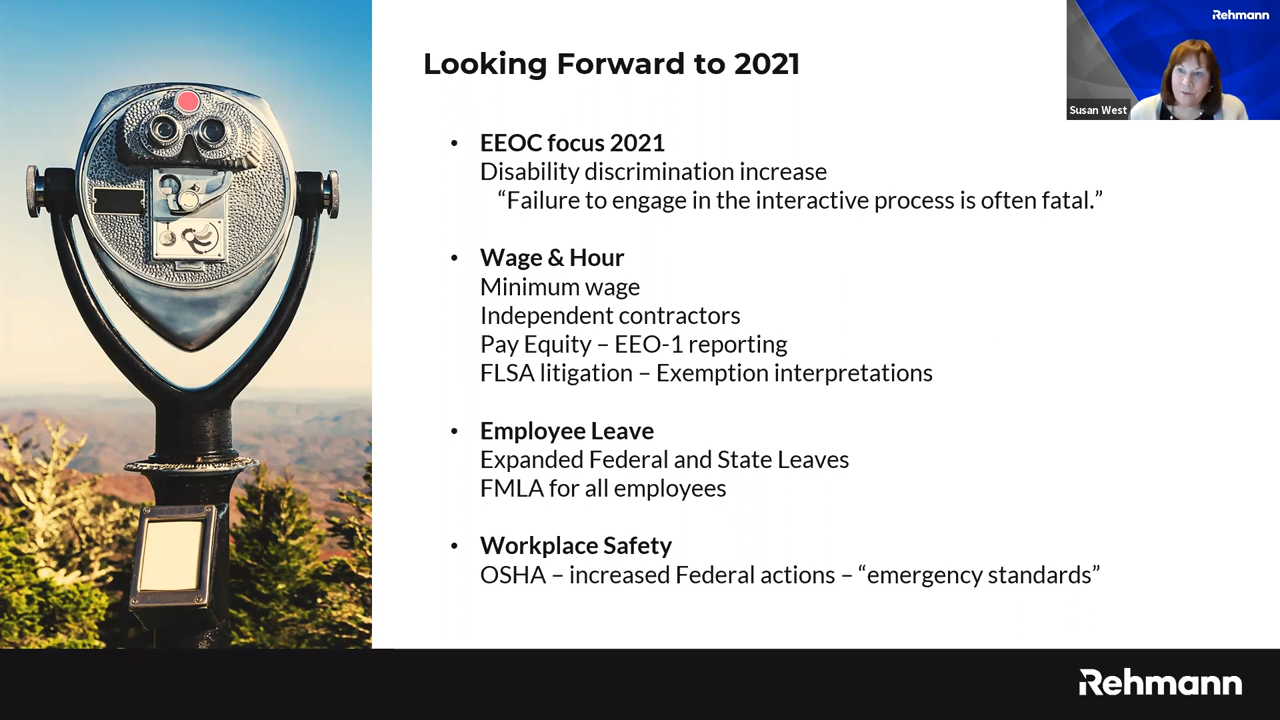 Looking Forward to 2021
Rehmann
Susan West
• EEOC focus 2021
Disability discrimination increase
“Failure to engage in the interactive process is often fatal.”
• Wage & Hour
Minimum wage
Independent contractors
Pay Equity – EEO-1 reporting
FLSA litigation – Exemption interpretations
• Employee Leave
Expanded Federal and State Leaves
FMLA for all employees
• Workplace Safety
OSHA – increased Federal actions – “emergency standards”
Rehmann